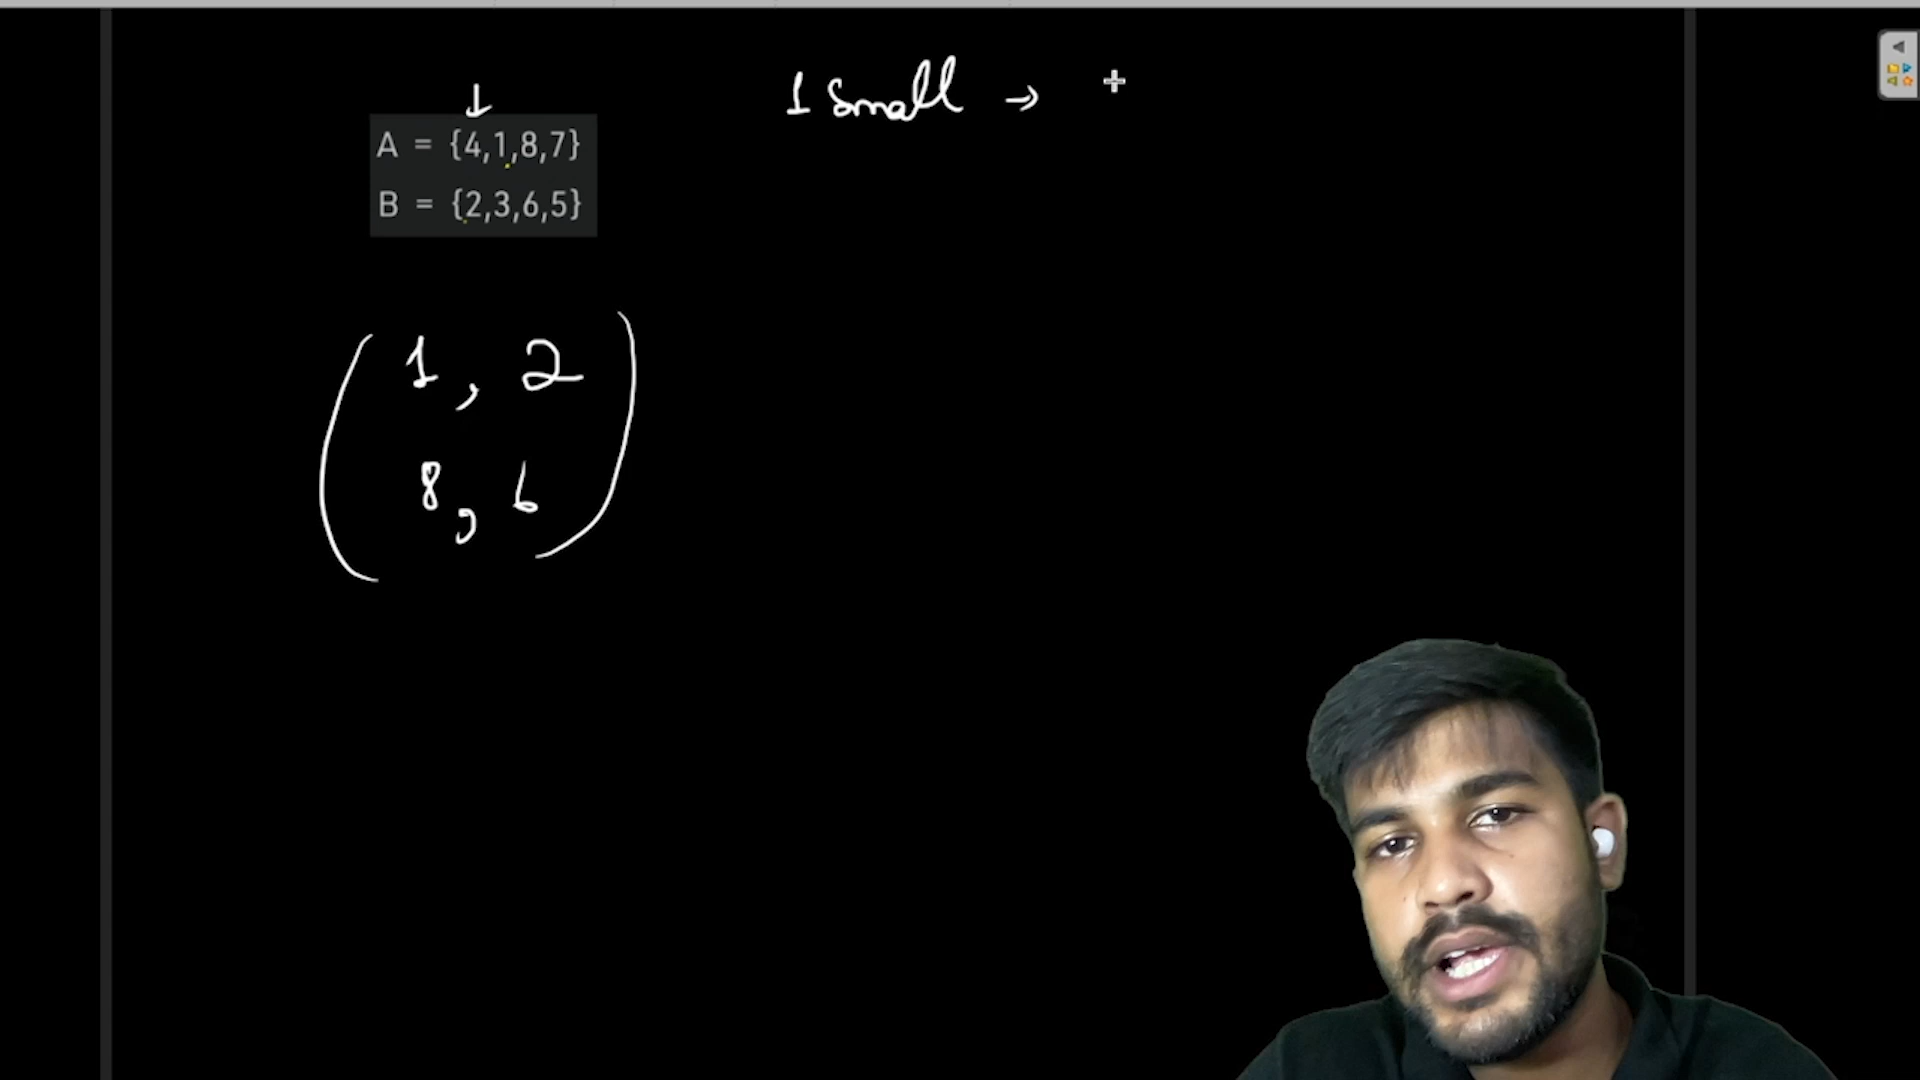 1 Small →
↓
A = {4,1,8,7}
B = {2,3,6,5}
1, 2
8, 6